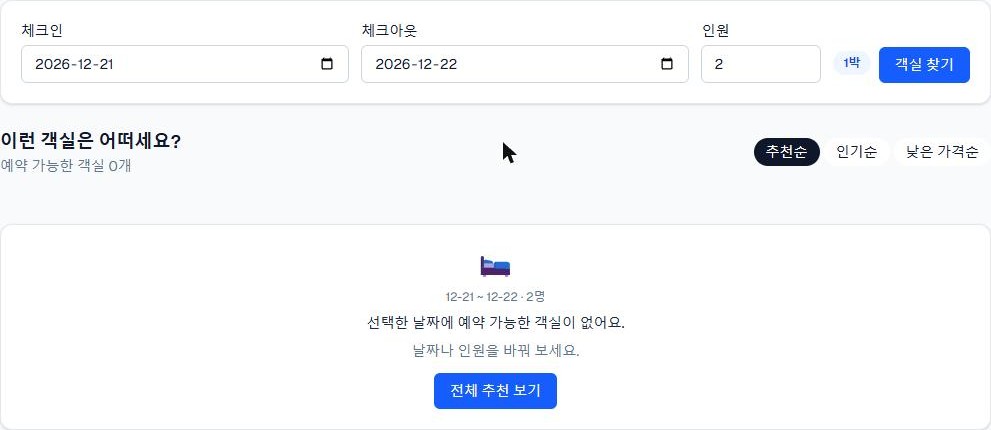 체크인 체크아웃 인원
2026-12-21 2026-12-22 2 1박 객실 찾기
이런 객실은 어떠세요?
예약 가능한 객실 0개
추천순 인기순 낮은 가격순
12-21 ~ 12-22 · 2명
선택한 날짜에 예약 가능한 객실이 없어요.
날짜나 인원을 바꿔 보세요.
전체 추천 보기